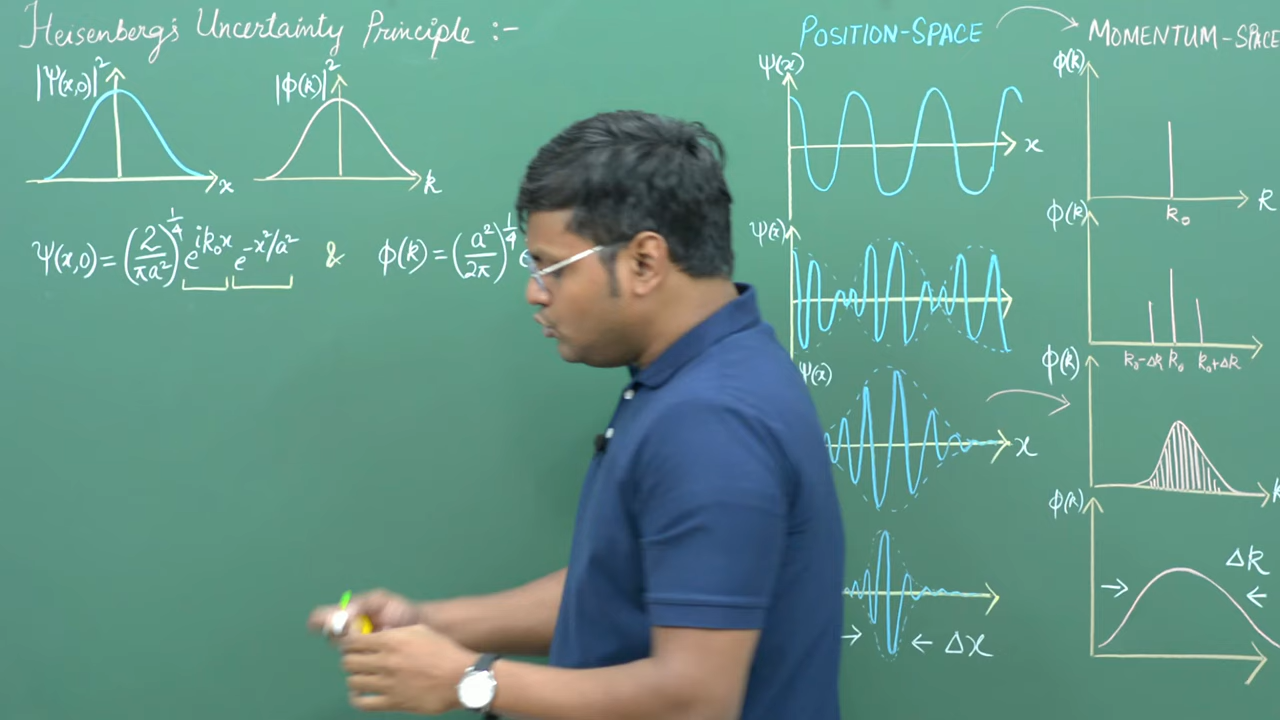 Heisenberg's Uncertainty Principle :-
|Ψ(x,0)|²
x
|Φ(k)|²
k
Ψ(x,0) = (2/πa²)^1/4 e^ik₀x e^-x²/a² & ϕ(k) = (a²/2π)^1/4 e
POSITION-SPACE
MOMENTUM-SPACE
Ψ(x)
x
ϕ(k)
k₀
k
Ψ(x)
ϕ(k)
k₀-Δk k₀ k₀+Δk
Ψ(x)
x
ϕ(k)
k
→ ← Δx
ϕ(k)
Δk
→ ←